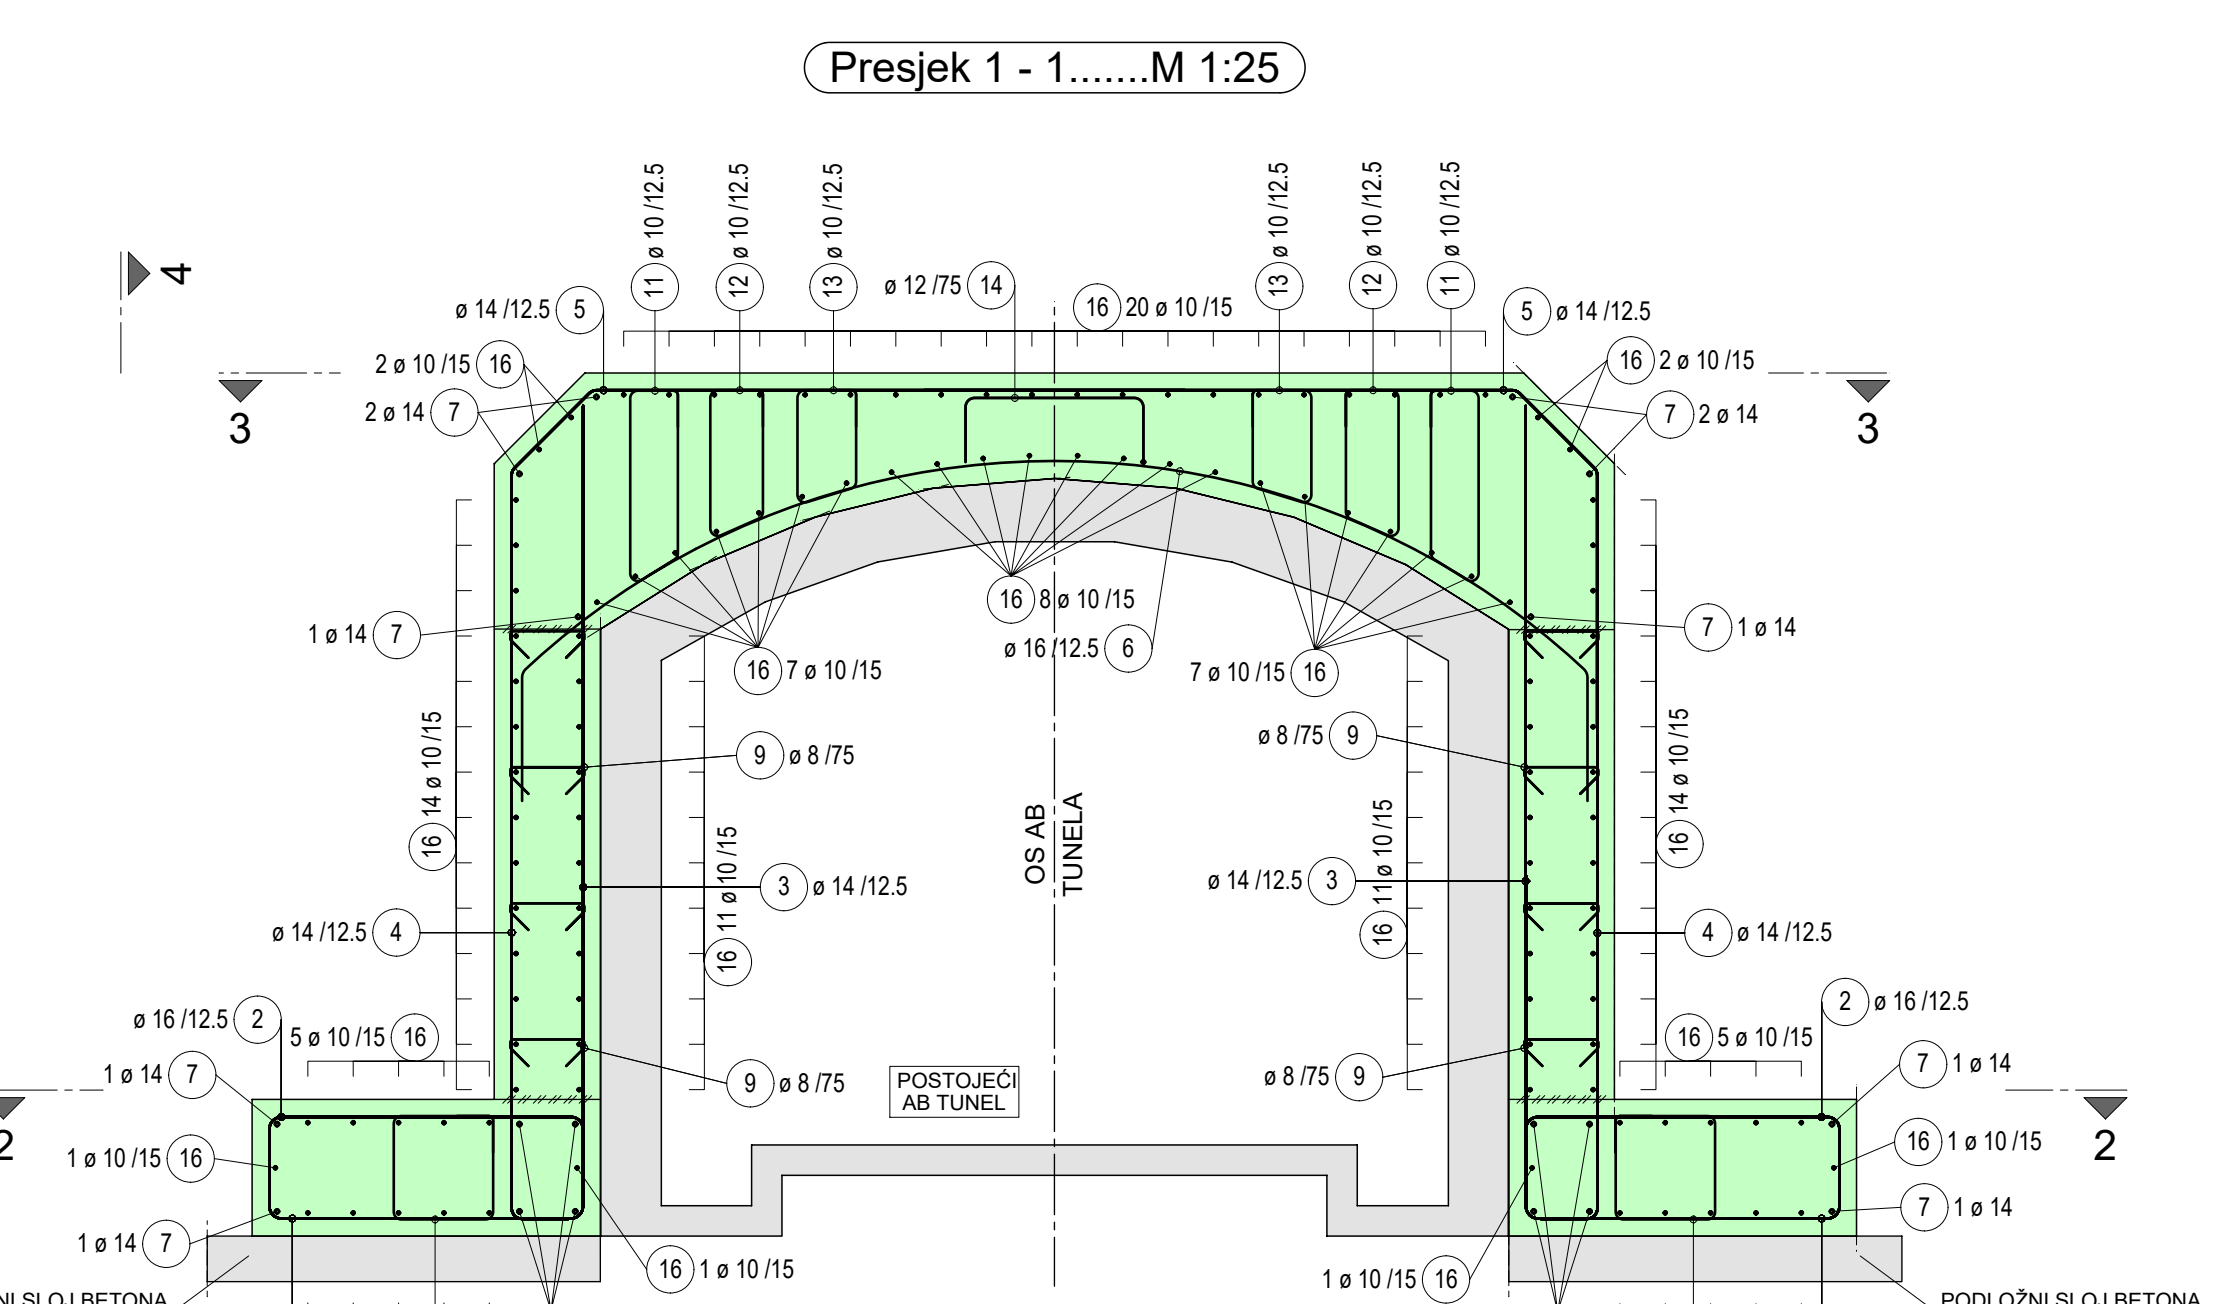 Presjek 1 - 1.......M 1:25
11 ø 10 /12.5
12 ø 10 /12.5
13 ø 10 /12.5
13 ø 10 /12.5
12 ø 10 /12.5
11 ø 10 /12.5
4
ø 12 /75 14
16 20 ø 10 /15
ø 14 /12.5 5
5 ø 14 /12.5
2 ø 10 /15 16
16 2 ø 10 /15
2 ø 14 7
7 2 ø 14
3
3
16 8 ø 10 /15
1 ø 14 7
7 1 ø 14
ø 16 /12.5 6
16 7 ø 10 /15
7 ø 10 /15 16
9 ø 8 /75
ø 8 /75 9
16 14 ø 10 /15
16 14 ø 10 /15
16 11 ø 10 /15
16 11 ø 10 /15
OS AB
TUNELA
3 ø 14 /12.5
ø 14 /12.5 3
ø 14 /12.5 4
4 ø 14 /12.5
ø 16 /12.5 2
2 ø 16 /12.5
5 ø 10 /15 16
16 5 ø 10 /15
1 ø 14 7
7 1 ø 14
9 ø 8 /75
ø 8 /75 9
POSTOJEĆI
AB TUNEL
2
2
1 ø 10 /15 16
16 1 ø 10 /15
1 ø 14 7
7 1 ø 14
16 1 ø 10 /15
1 ø 10 /15 16
SLOJ BETONA
PODLOŽNI SLOJ BETONA